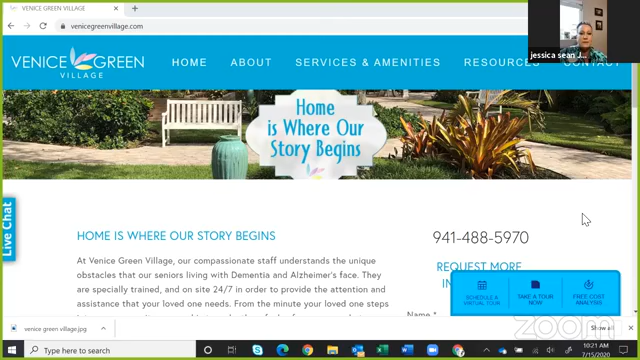 VENICE GREEN VILLAGE
venicegreenvillage.com
jessica sean J...
VENICE GREEN
VILLAGE
HOME
ABOUT
SERVICES & AMENITIES
RESOURCES
CONTACT
Home
is Where Our
Story Begins
Live Chat
HOME IS WHERE OUR STORY BEGINS
At Venice Green Village, our compassionate staff understands the unique
obstacles that our seniors living with Dementia and Alzheimer's face. They
are specially trained, and on site 24/7 in order to provide the attention and
assistance that your loved one needs. From the minute your loved one steps
941-488-5970
REQUEST MORE
Name
SCHEDULE A
VIRTUAL TOUR
TAKE A TOUR
NOW
FREE COST
ANALYSIS
venice green village.jpg
Show all
zoom
Type here to search
10:21 AM
7/15/2020